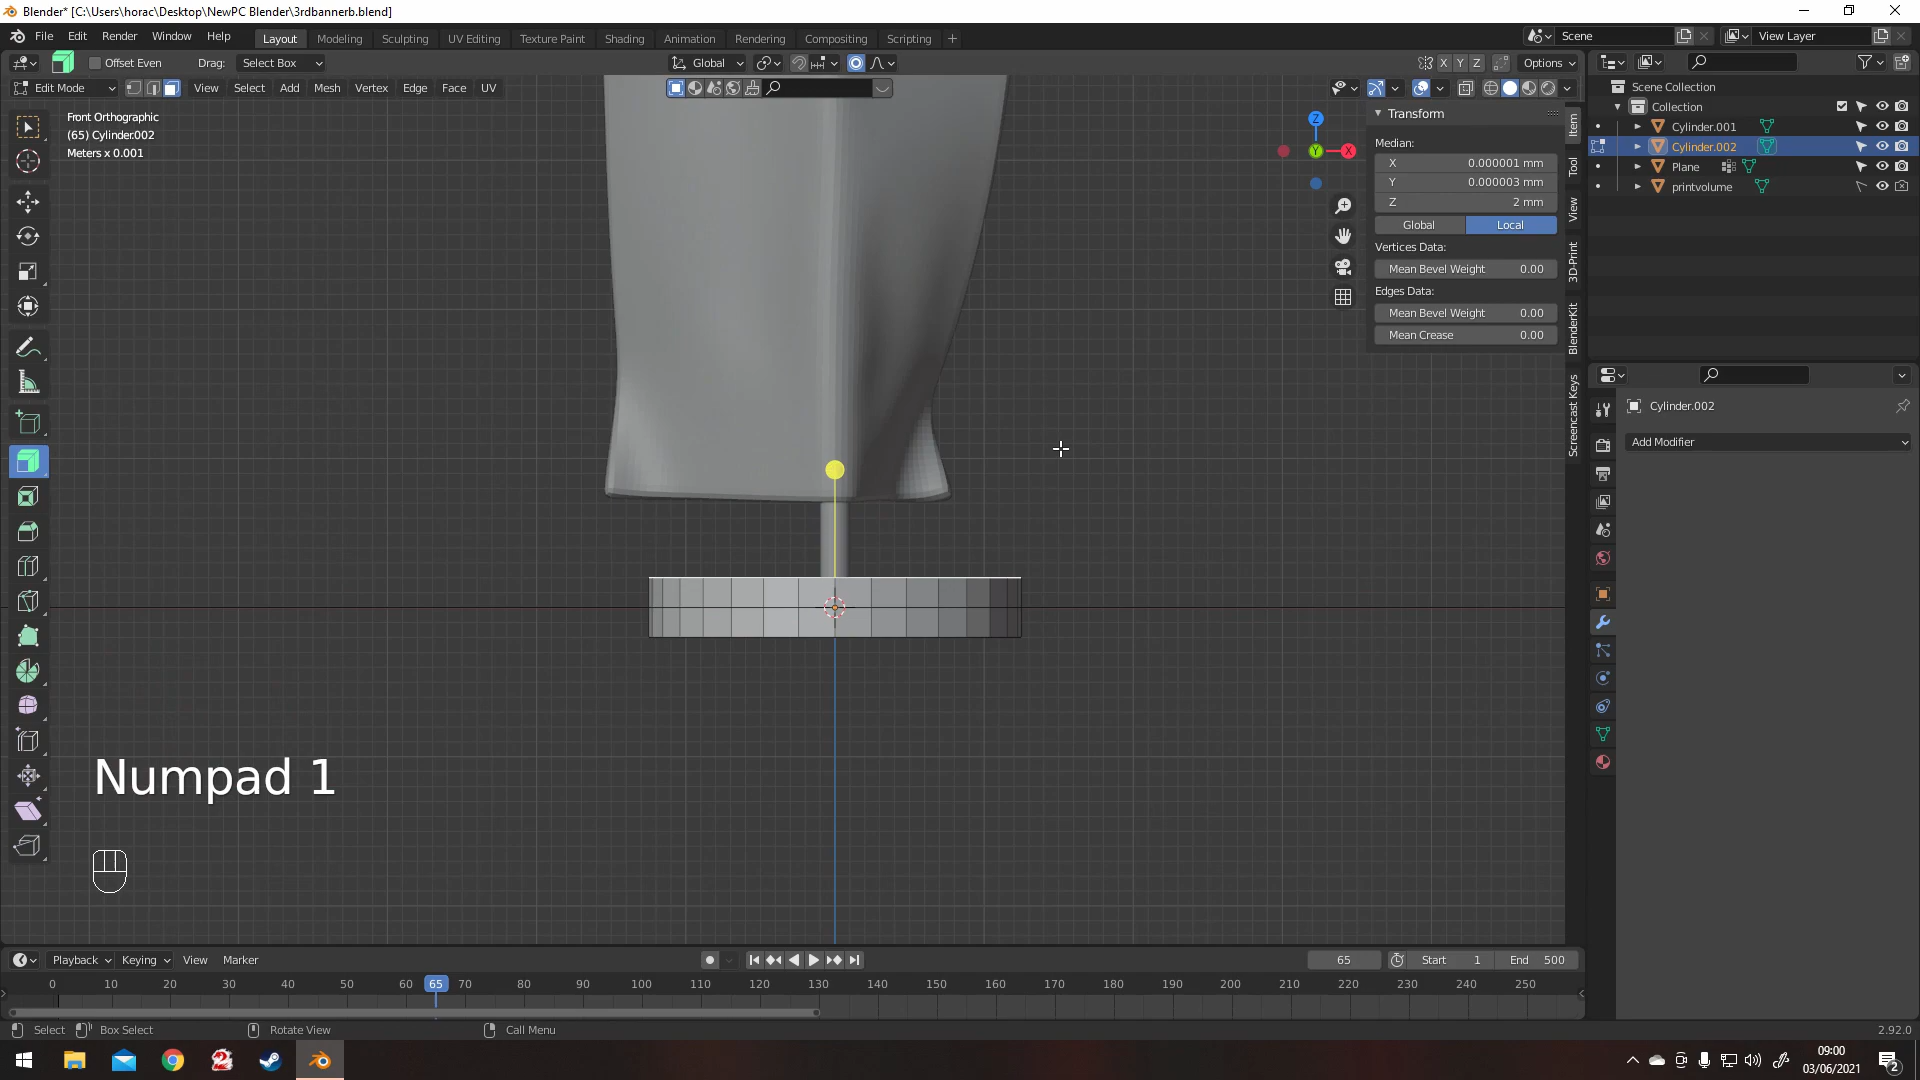 Blender* [C:\Users\horac\Desktop\NewPC Blender\3rdbannerb.blend]
File Edit Render Window Help Layout Modeling Sculpting UV Editing Texture Paint Shading Animation Rendering Compositing Scripting Scene View Layer
Offset Even Drag: Select Box Global X Y Z Options
Edit Mode View Select Add Mesh Vertex Edge Face UV
Front Orthographic
(65) Cylinder.002
Meters x 0.001
Z
Y
X
Transform
Median:
X 0.000001 mm
Y 0.000003 mm
Z 2 mm
Global Local
Vertices Data:
Mean Bevel Weight 0.00
Edges Data:
Mean Bevel Weight 0.00
Mean Crease 0.00
Item
Tool
View
3D-Print
BlenderKit
Screencast Keys
Scene Collection
Collection
Cylinder.001
Cylinder.002
Plane
printvolume
Cylinder.002
Add Modifier
Numpad 1
Playback Keying View Marker 65 Start 1 End 500
0 10 20 30 40 50 60 65 70 80 90 100 110 120 130 140 150 160 170 180 190 200 210 220 230 240 250
Select Box Select Rotate View Call Menu 2.92.0
09:00
03/06/2021
2